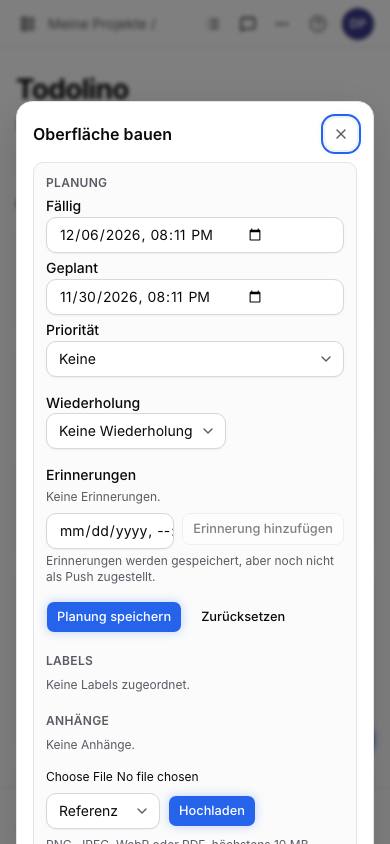 Meine Projekte /
DP
Todolino
Oberfläche bauen
PLANUNG
Fällig
12/06/2026, 08:11 PM
Geplant
11/30/2026, 08:11 PM
Priorität
Keine
Wiederholung
Keine Wiederholung
Erinnerungen
Keine Erinnerungen.
mm/dd/yyyy, --:
Erinnerung hinzufügen
Erinnerungen werden gespeichert, aber noch nicht
als Push zugestellt.
Planung speichern
Zurücksetzen
LABELS
Keine Labels zugeordnet.
ANHÄNGE
Keine Anhänge.
Choose File No file chosen
Referenz
Hochladen
PNG, JPEG, WebP oder PDF, höchstens 10 MB